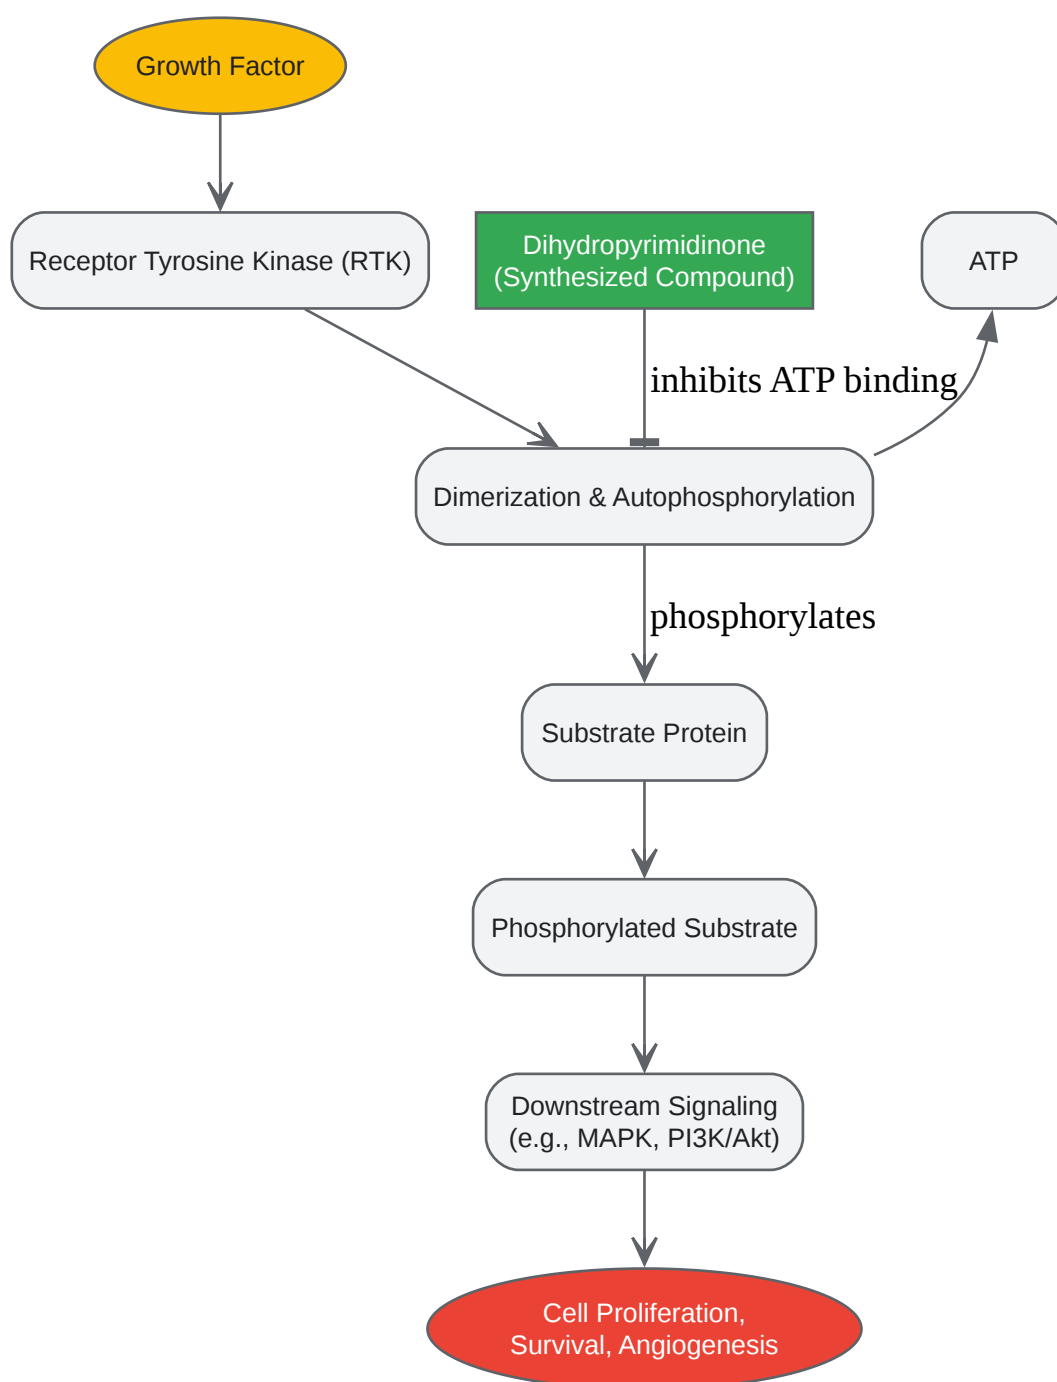 Growth Factor
Receptor Tyrosine Kinase (RTK)
Dihydropyrimidinone
(Synthesized Compound)
ATP
inhibits ATP binding
Dimerization & Autophosphorylation
phosphorylates
Substrate Protein
Phosphorylated Substrate
Downstream Signaling
(e.g., MAPK, PI3K/Akt)
Cell Proliferation,
Survival, Angiogenesis